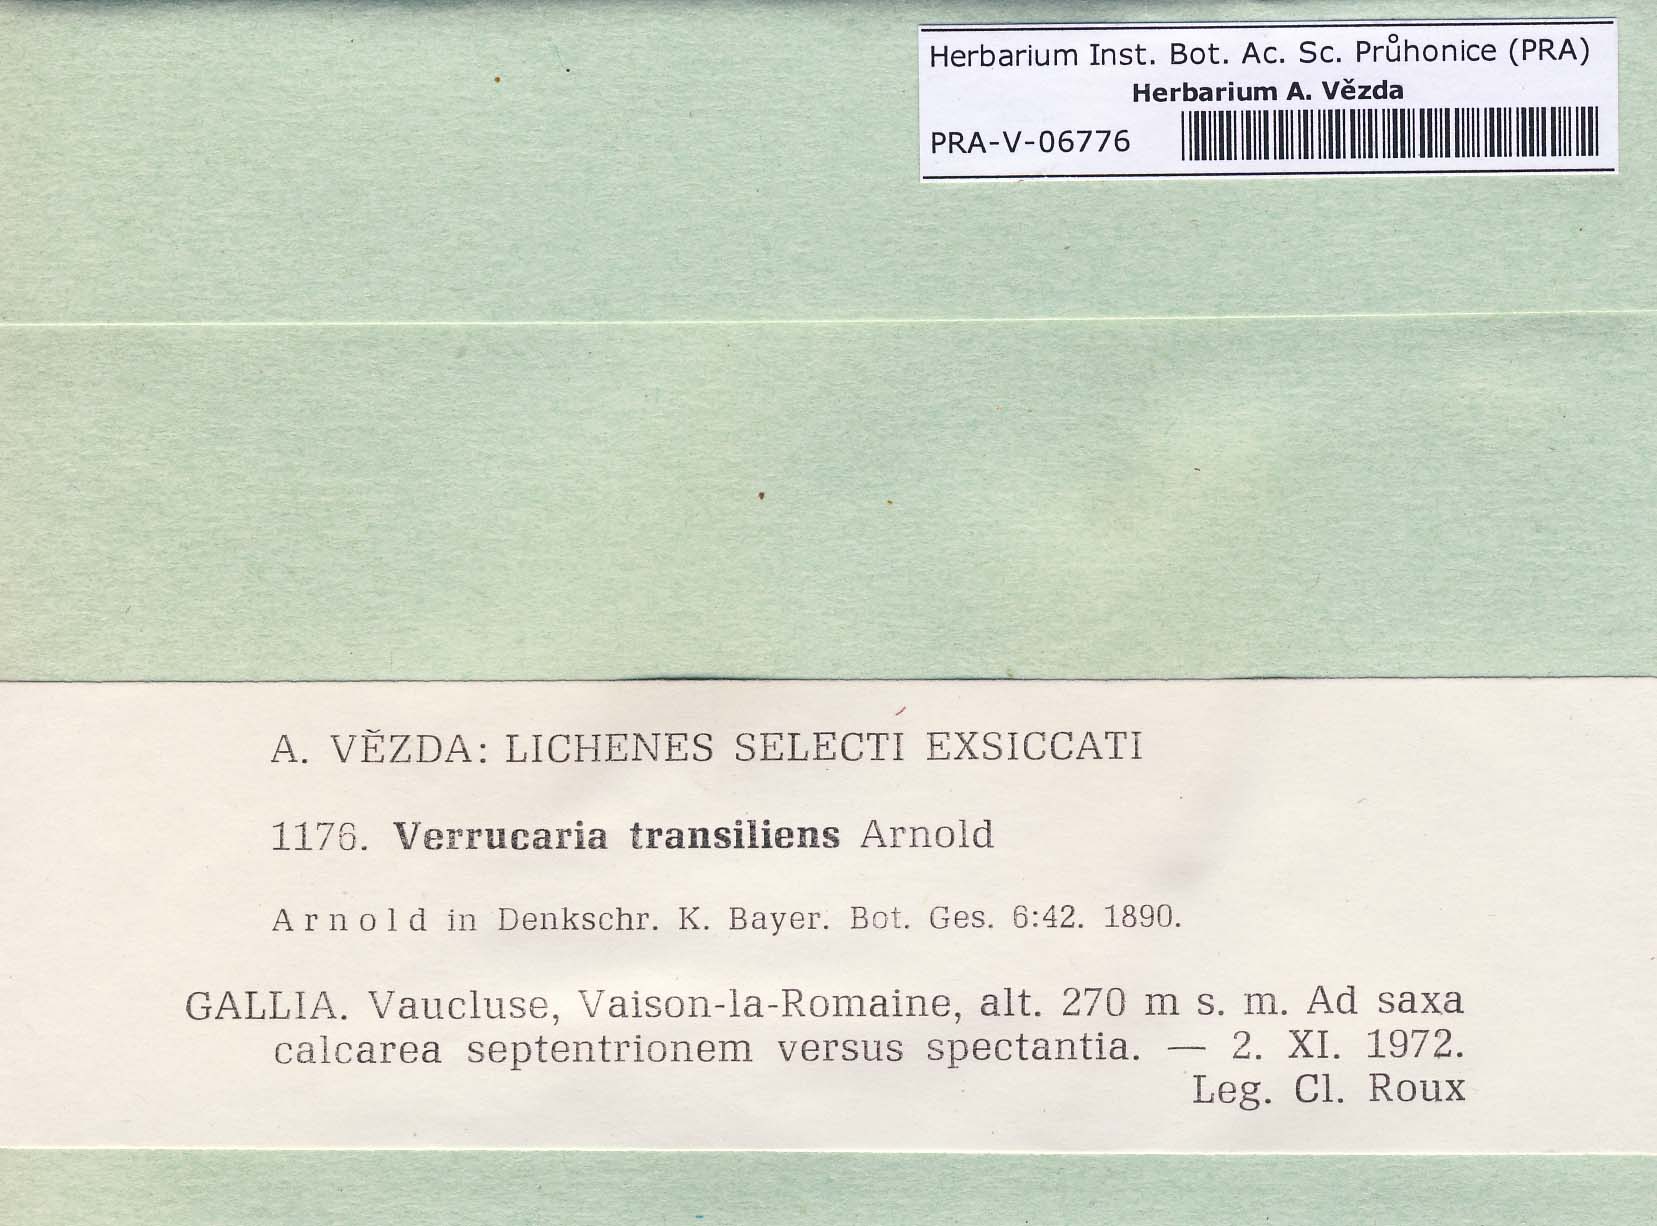 Herbarium Inst. Bot. Ac. Sc. Průhonice (PRA)
Herbarium A. Vězda
PRA-V-06776
A. VĚZDA: LICHENES SELECTI EXSICCATI
1176. Verrucaria transiliens Arnold
Arnold in Denkschr. K. Bayer. Bot. Ges. 6:42. 1890.
GALLIA. Vaucluse, Vaison-la-Romaine, alt. 270 m s. m. Ad saxa
calcarea septentrionem versus spectantia. — 2. XI. 1972.
Leg. Cl. Roux